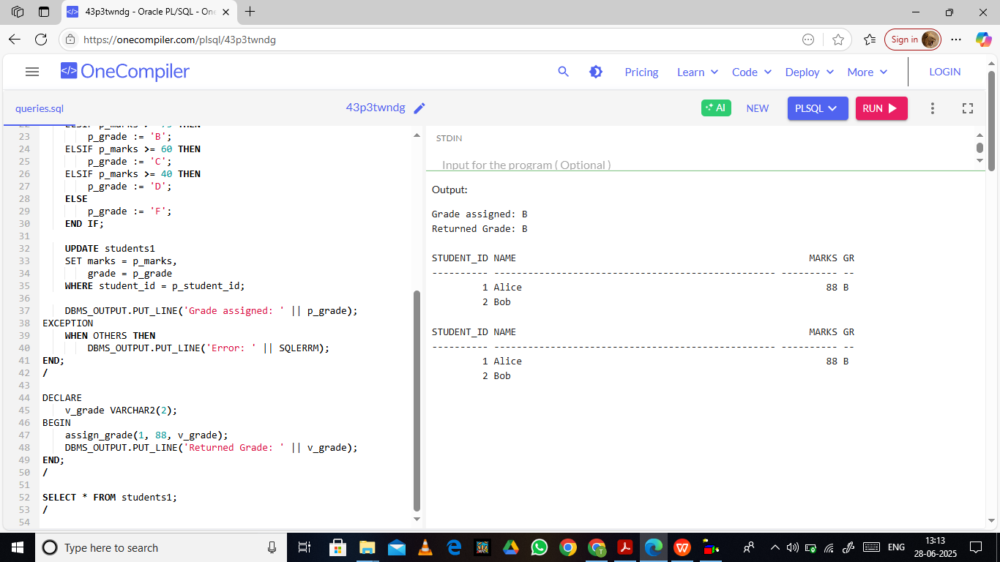 43p3twndg - Oracle PL/SQL - One
https://onecompiler.com/plsql/43p3twndg
Sign in
OneCompiler
Pricing
Learn
Code
Deploy
More
LOGIN
queries.sql
43p3twndg
AI
NEW
PLSQL
RUN
23 p_grade := 'B';
24 ELSIF p_marks >= 60 THEN
25 p_grade := 'C';
26 ELSIF p_marks >= 40 THEN
27 p_grade := 'D';
28 ELSE
29 p_grade := 'F';
30 END IF;
31
32 UPDATE students1
33 SET marks = p_marks,
34 grade = p_grade
35 WHERE student_id = p_student_id;
36
37 DBMS_OUTPUT.PUT_LINE('Grade assigned: ' || p_grade);
38 EXCEPTION
39 WHEN OTHERS THEN
40 DBMS_OUTPUT.PUT_LINE('Error: ' || SQLERRM);
41 END;
42 /
43
44 DECLARE
45 v_grade VARCHAR2(2);
46 BEGIN
47 assign_grade(1, 88, v_grade);
48 DBMS_OUTPUT.PUT_LINE('Returned Grade: ' || v_grade);
49 END;
50 /
51
52 SELECT * FROM students1;
53 /
54
STDIN
Input for the program ( Optional )
Output:
Grade assigned: B
Returned Grade: B
STUDENT_ID NAME MARKS GR
---------- -------------------------------------------------- ---------- --
1 Alice 88 B
2 Bob
STUDENT_ID NAME MARKS GR
---------- -------------------------------------------------- ---------- --
1 Alice 88 B
2 Bob
Type here to search
ENG
13:13
28-06-2025